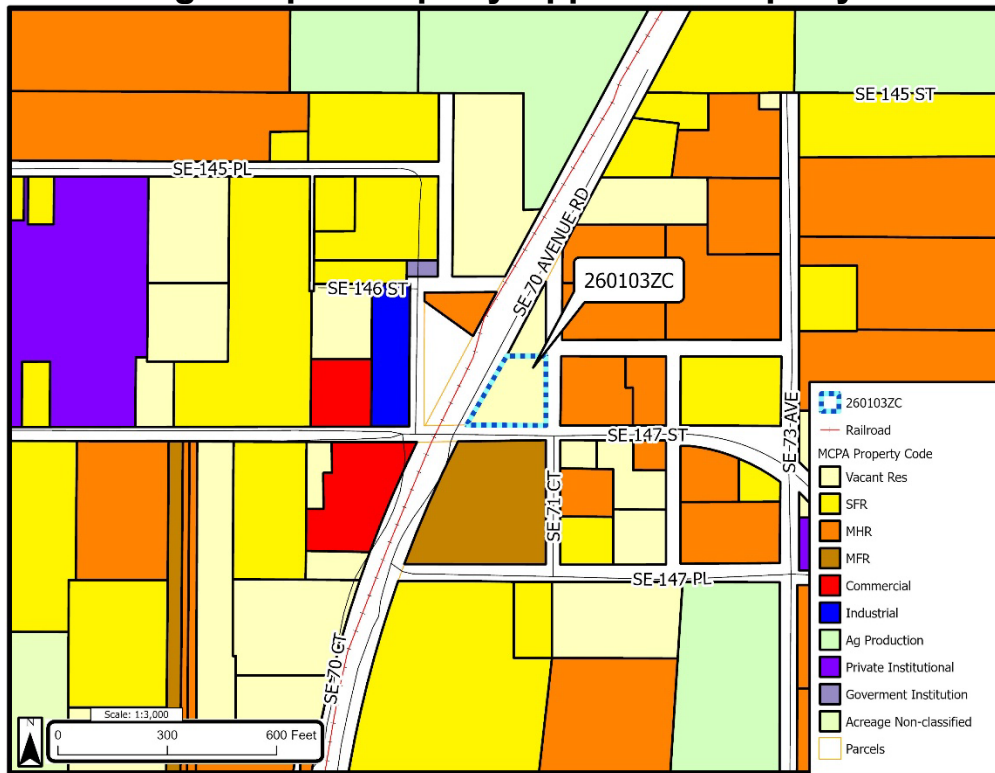 SE 145 ST
SE 145 PL
SE 70 AVENUE RD
260103ZC
SE 146 ST
SE 147 ST
SE 73 AVE
SE 71 CT
SE 147 PL
SE 70 CT
260103ZC
Railroad
MCPA Property Code
Vacant Res
SFR
MHR
MFR
Commercial
Industrial
Ag Production
Private Institutional
Goverment Institution
Acreage Non-classified
Parcels
N
Scale: 1:3,000
0 300 600 Feet